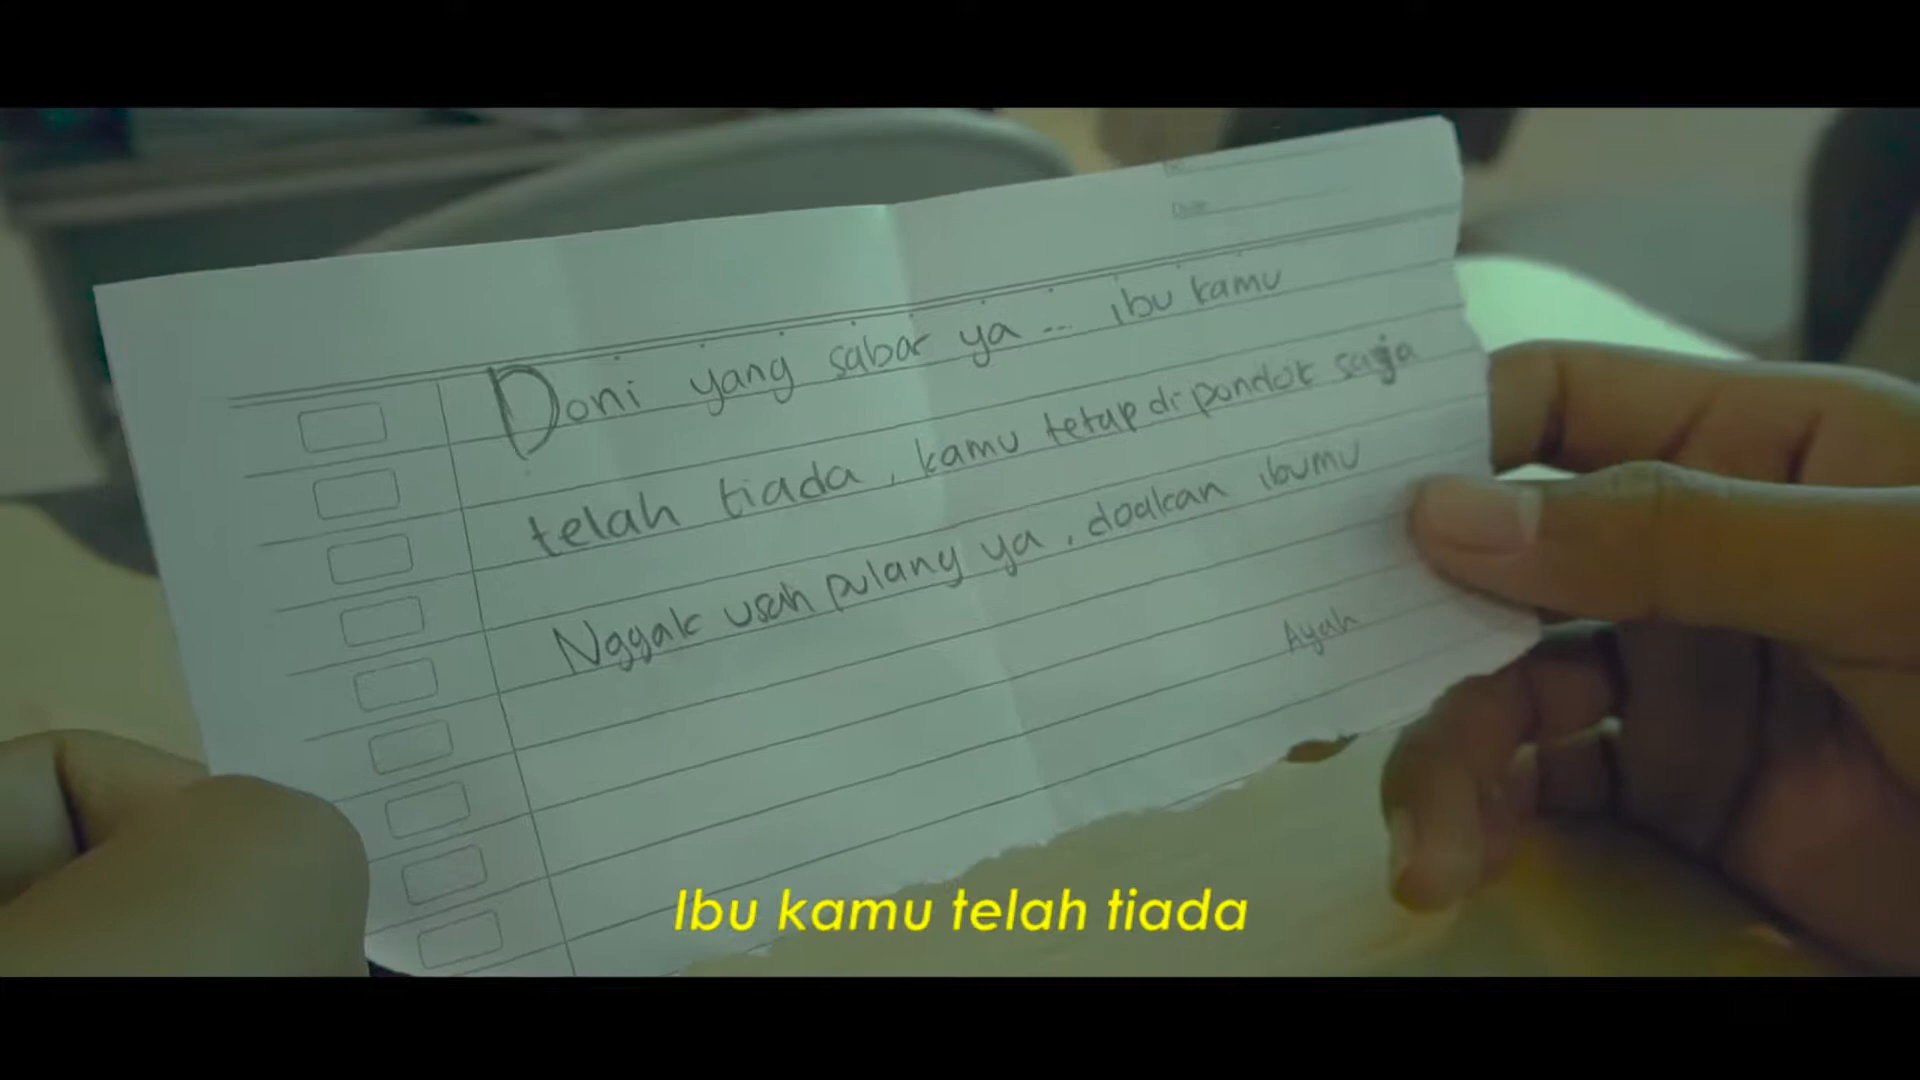 Doni yang sabar ya ... ibu kamu
telah tiada, kamu tetap di pondok saja
Nggak usah pulang ya, doakan ibumu
Ayah
Ibu kamu telah tiada